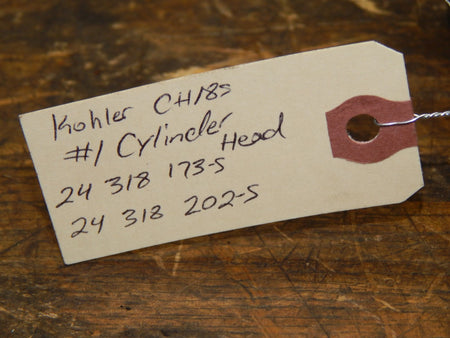 Kohler CH18s
#1 Cylinder Head
24 318 173-S
24 318 202-S